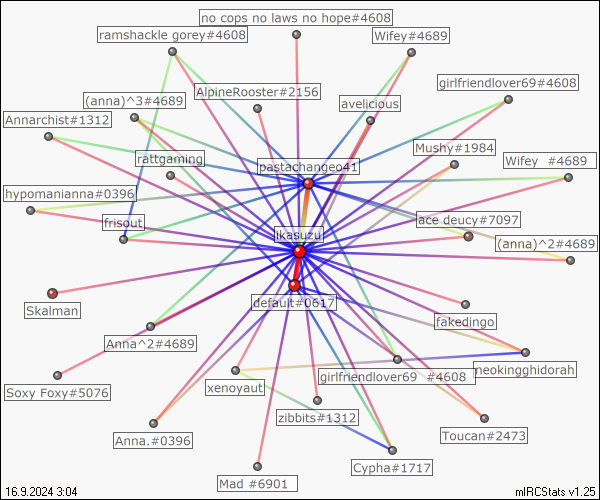 no cops no laws no hope#4608
ramshackle gorey#4608
Wifey#4689
girlfriendlover69#4608
AlpineRooster#2156
(anna)^3#4689
avelicious
Annarchist#1312
Mushy#1984
rattgaming
pastachangeo41
Wifey  #4689
hypomanianna#0396
frisout
ace.deucy#7097
jkasuzu
(anna)^2#4689
default#0617
Skalman
fakedingo
Anna^2#4689
neokingghidorah
girlfriendlover69  #4608
xenoyaut
Soxy Foxy#5076
zibbits#1312
Toucan#2473
Anna.#0396
Cypha#1717
Mad #6901
16.9.2024 3:04
mIRCStats v1.25